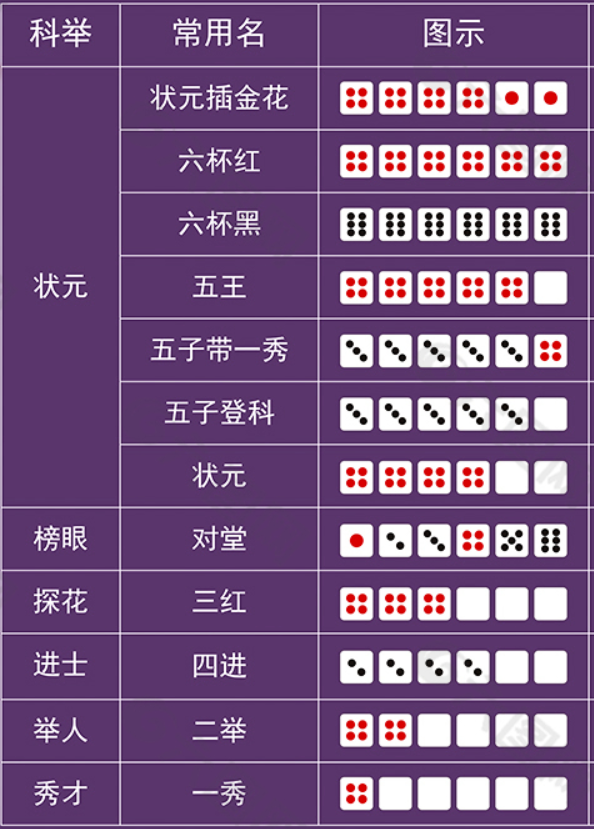 科举 常用名 图示
状元插金花
六杯红
六杯黑
状元 五王
五子带一秀
五子登科
状元
榜眼 对堂
探花 三红
进士 四进
举人 二举
秀才 一秀